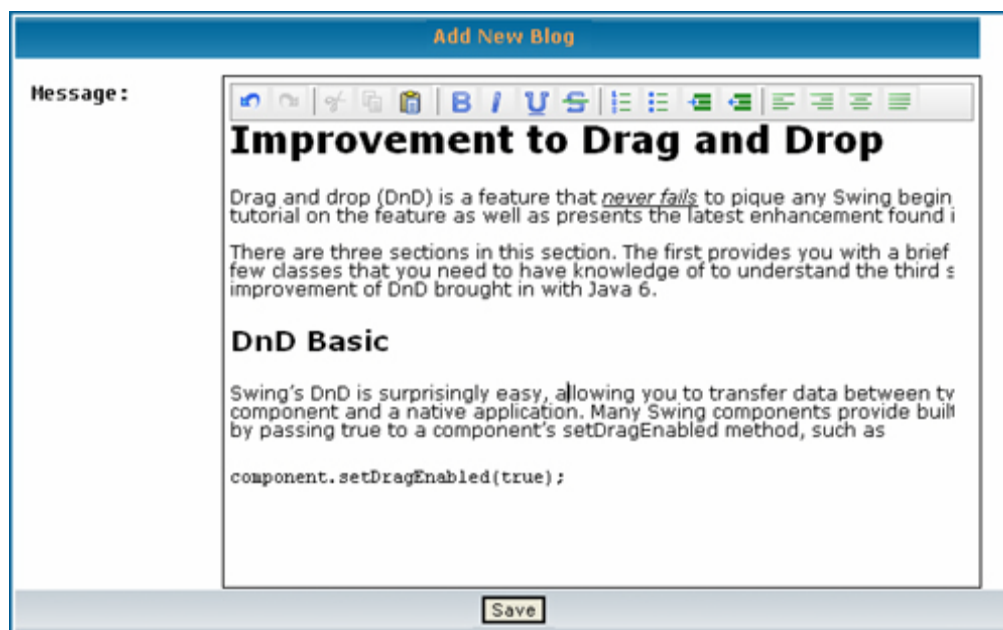 Add New Blog
Message:
Improvement to Drag and Drop
Drag and drop (DnD) is a feature that never fails to pique any Swing begin
tutorial on the feature as well as presents the latest enhancement found i
There are three sections in this section. The first provides you with a brief
few classes that you need to have knowledge of to understand the third s
improvement of DnD brought in with Java 6.
DnD Basic
Swing's DnD is surprisingly easy, allowing you to transfer data between tw
component and a native application. Many Swing components provide built
by passing true to a component's setDragEnabled method, such as
component.setDragEnabled(true);
Save